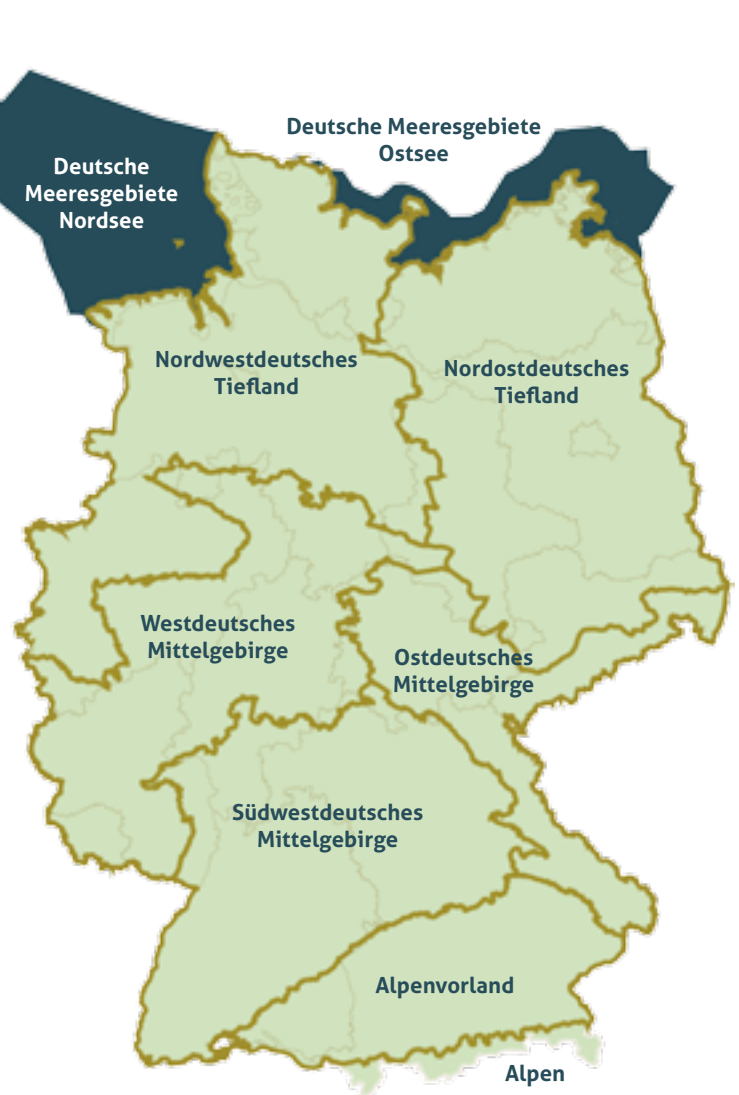 Deutsche Meeresgebiete
Ostsee
Deutsche
Meeresgebiete
Nordsee
Nordwestdeutsches
Tiefland
Nordostdeutsches
Tiefland
Westdeutsches
Mittelgebirge
Ostdeutsches
Mittelgebirge
Südwestdeutsches
Mittelgebirge
Alpenvorland
Alpen